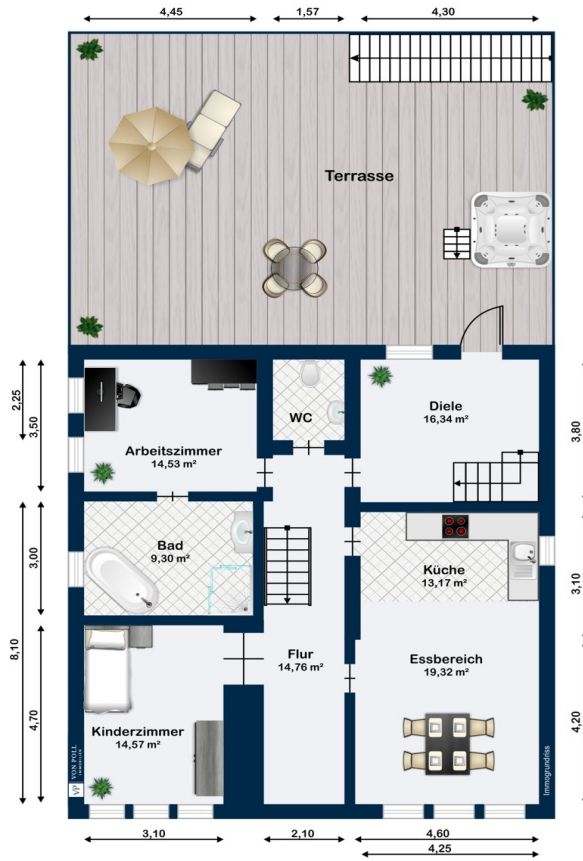 4,45
1,57
4,30
Terrasse
2,25
3,50
WC
Diele
16,34 m²
3,80
Arbeitszimmer
14,53 m²
Bad
9,30 m²
3,00
Küche
13,17 m²
3,10
8,10
Flur
14,76 m²
Essbereich
19,32 m²
4,70
Kinderzimmer
14,57 m²
4,20
VP VON POLL
IMMOBILIEN
Immogrundriss
3,10
2,10
4,60
4,25